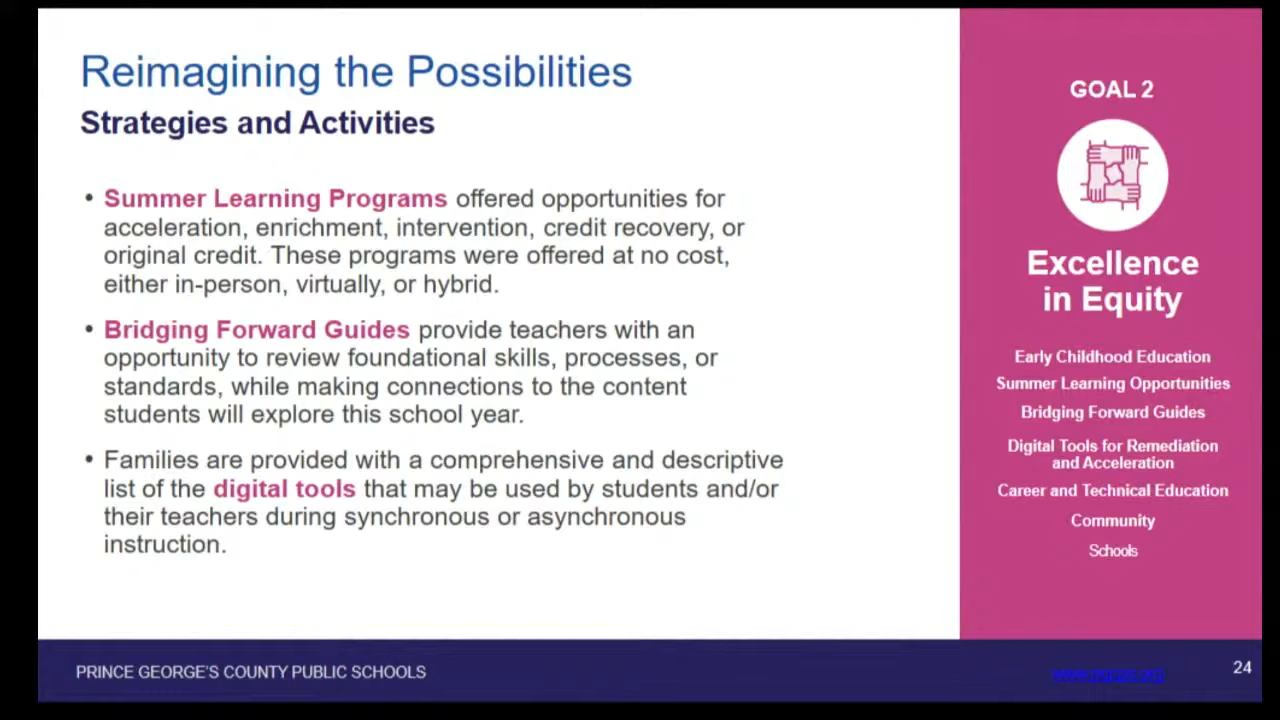 Reimagining the Possibilities
Strategies and Activities
• Summer Learning Programs offered opportunities for
acceleration, enrichment, intervention, credit recovery, or
original credit. These programs were offered at no cost,
either in-person, virtually, or hybrid.
• Bridging Forward Guides provide teachers with an
opportunity to review foundational skills, processes, or
standards, while making connections to the content
students will explore this school year.
• Families are provided with a comprehensive and descriptive
list of the digital tools that may be used by students and/or
their teachers during synchronous or asynchronous
instruction.
GOAL 2
Excellence
in Equity
Early Childhood Education
Summer Learning Opportunities
Bridging Forward Guides
Digital Tools for Remediation
and Acceleration
Career and Technical Education
Community
Schools
PRINCE GEORGE'S COUNTY PUBLIC SCHOOLS
24